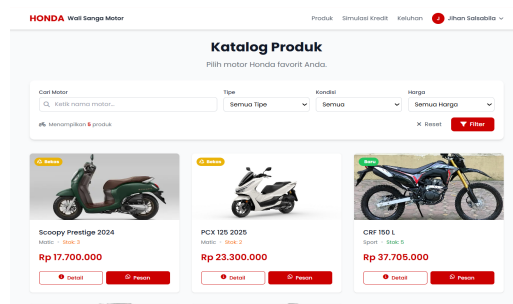 HONDA Wali Sanga Motor
Produk Simulasi Kredit Keluhan J Jihan Salsabila
Katalog Produk
Pilih motor Honda favorit Anda.
Cari Motor Tipe Kondisi Harga
Ketik nama motor... Semua Tipe Semua Semua Harga
Menampilkan 5 produk × Reset Filter
Bekas Bekas Baru
Scoopy Prestige 2024
Matic • Stok: 2
Rp 17.700.000
Detail Pesan
PCX 125 2025
Matic • Stok: 2
Rp 23.300.000
Detail Pesan
CRF 150 L
Sport • Stok: 5
Rp 37.705.000
Detail Pesan